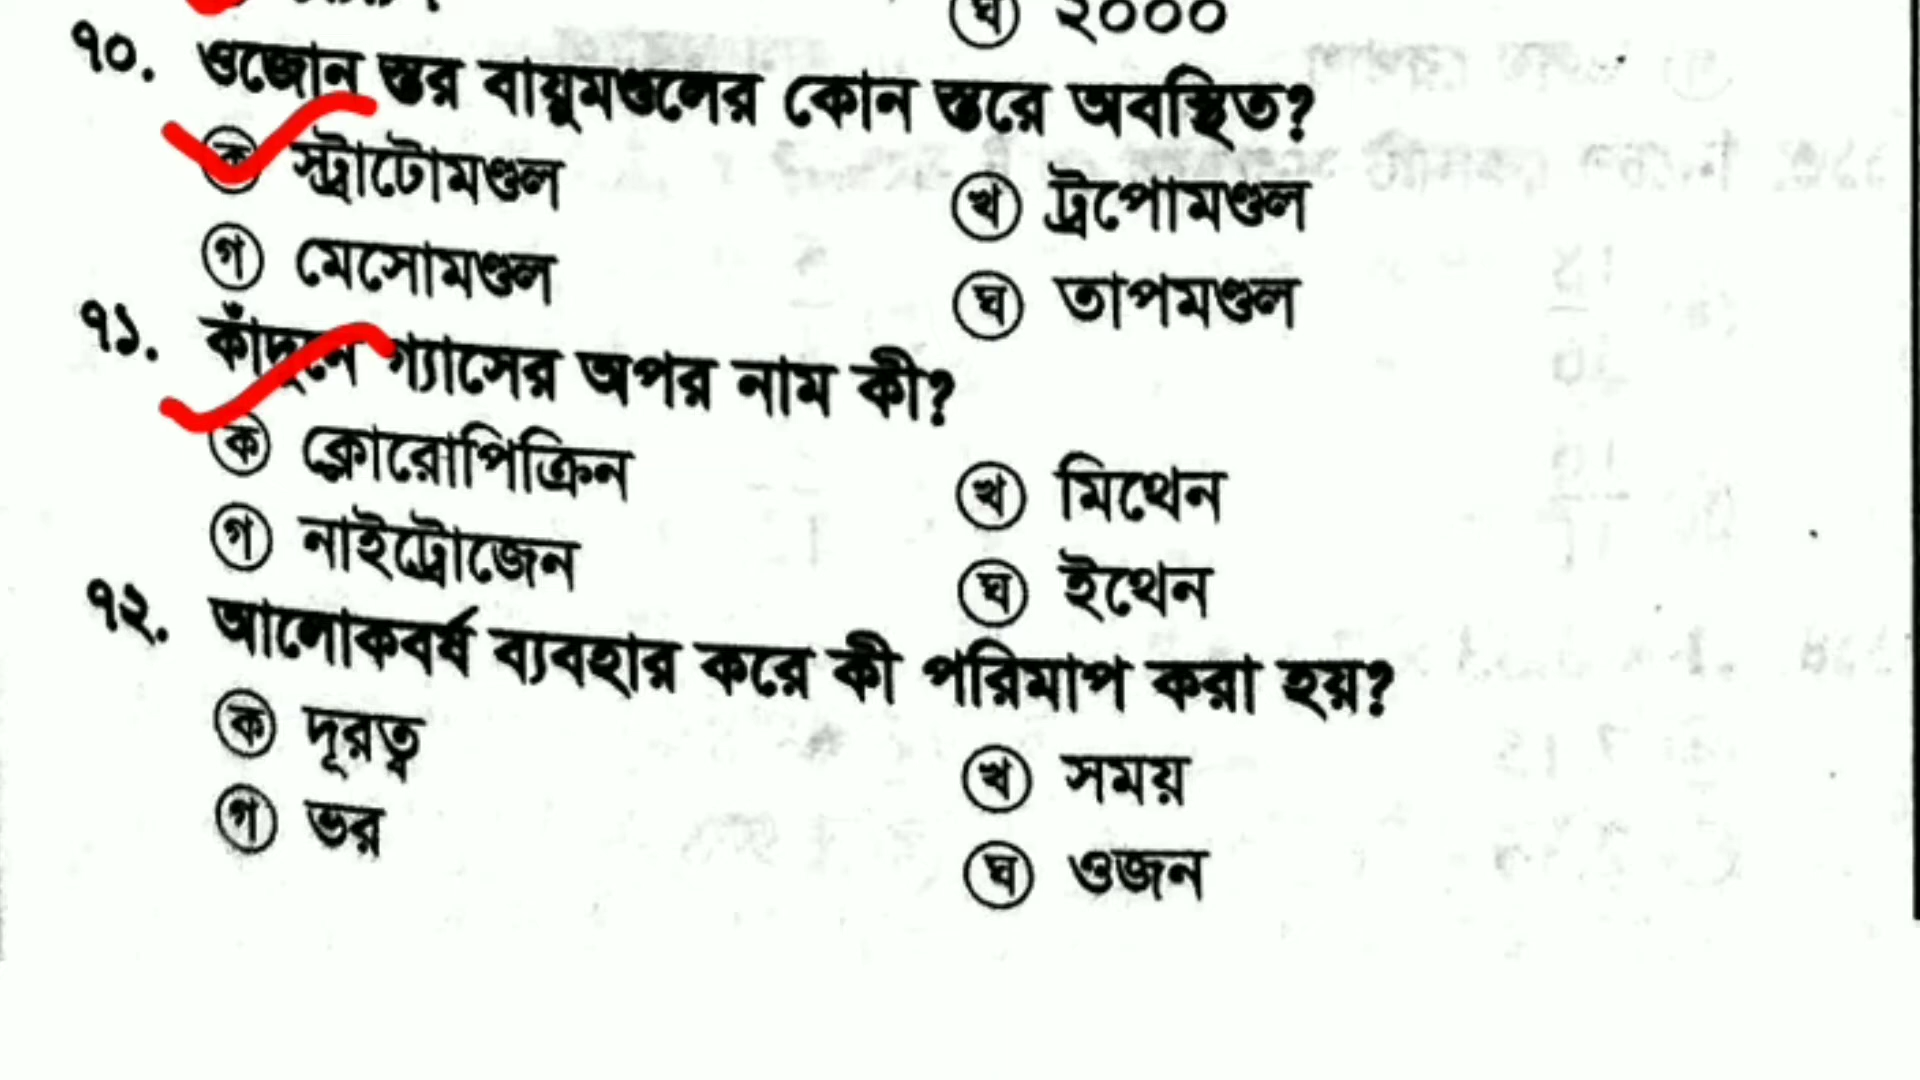 ঘ ২০০০
৭০. ওজোন স্তর বায়ুমণ্ডলের কোন স্তরে অবস্থিত?
ক স্ট্রাটোমণ্ডল খ ট্রপোমণ্ডল
গ মেসোমণ্ডল ঘ তাপমণ্ডল
৭১. কাঁদুনে গ্যাসের অপর নাম কী?
ক ক্লোরোপিক্রিন খ মিথেন
গ নাইট্রোজেন ঘ ইথেন
৭২. আলোকবর্ষ ব্যবহার করে কী পরিমাপ করা হয়?
ক দূরত্ব খ সময়
গ ভর ঘ ওজন